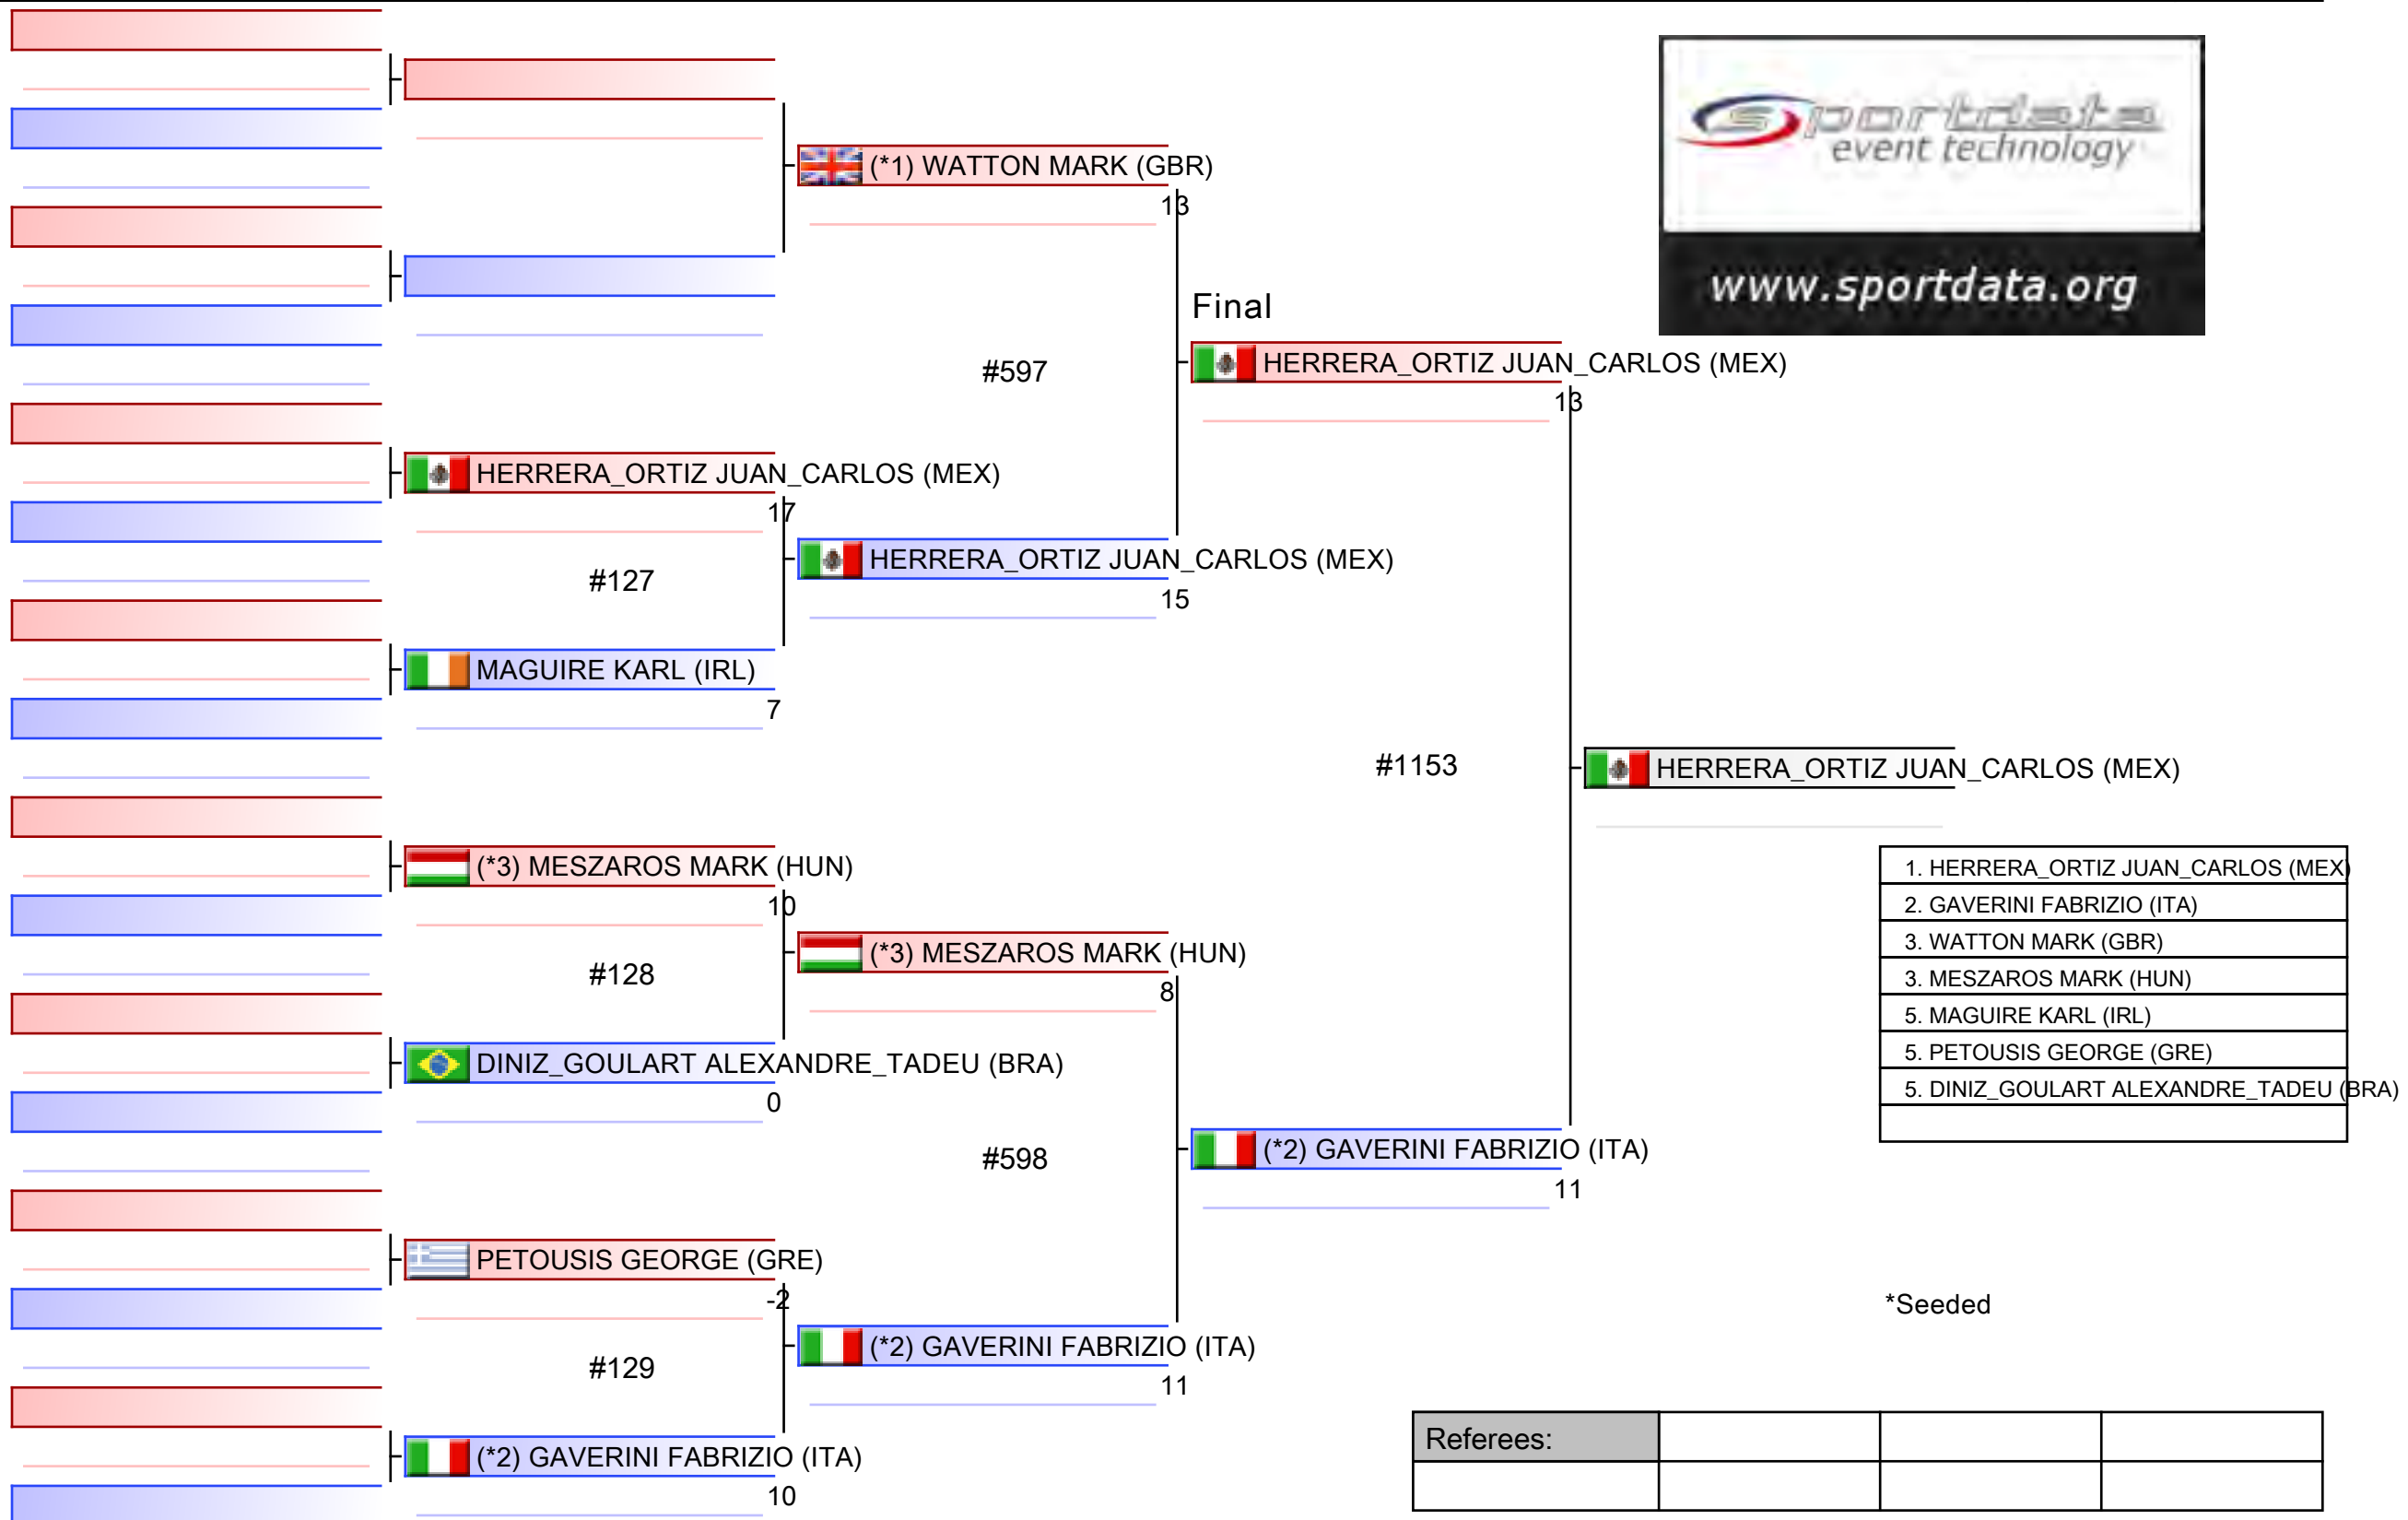 sportdata
event technology
www.sportdata.org
(*1) WATTON MARK (GBR)
13
Final
#597
HERRERA_ORTIZ JUAN_CARLOS (MEX)
13
HERRERA_ORTIZ JUAN_CARLOS (MEX)
17
#127
HERRERA_ORTIZ JUAN_CARLOS (MEX)
15
MAGUIRE KARL (IRL)
7
#1153
HERRERA_ORTIZ JUAN_CARLOS (MEX)
(*3) MESZAROS MARK (HUN)
10
#128
(*3) MESZAROS MARK (HUN)
8
DINIZ_GOULART ALEXANDRE_TADEU (BRA)
0
#598
(*2) GAVERINI FABRIZIO (ITA)
11
PETOUSIS GEORGE (GRE)
-2
#129
(*2) GAVERINI FABRIZIO (ITA)
11
(*2) GAVERINI FABRIZIO (ITA)
10
1. HERRERA_ORTIZ JUAN_CARLOS (MEX)
2. GAVERINI FABRIZIO (ITA)
3. WATTON MARK (GBR)
3. MESZAROS MARK (HUN)
5. MAGUIRE KARL (IRL)
5. PETOUSIS GEORGE (GRE)
5. DINIZ_GOULART ALEXANDRE_TADEU (BRA)
*Seeded
Referees: